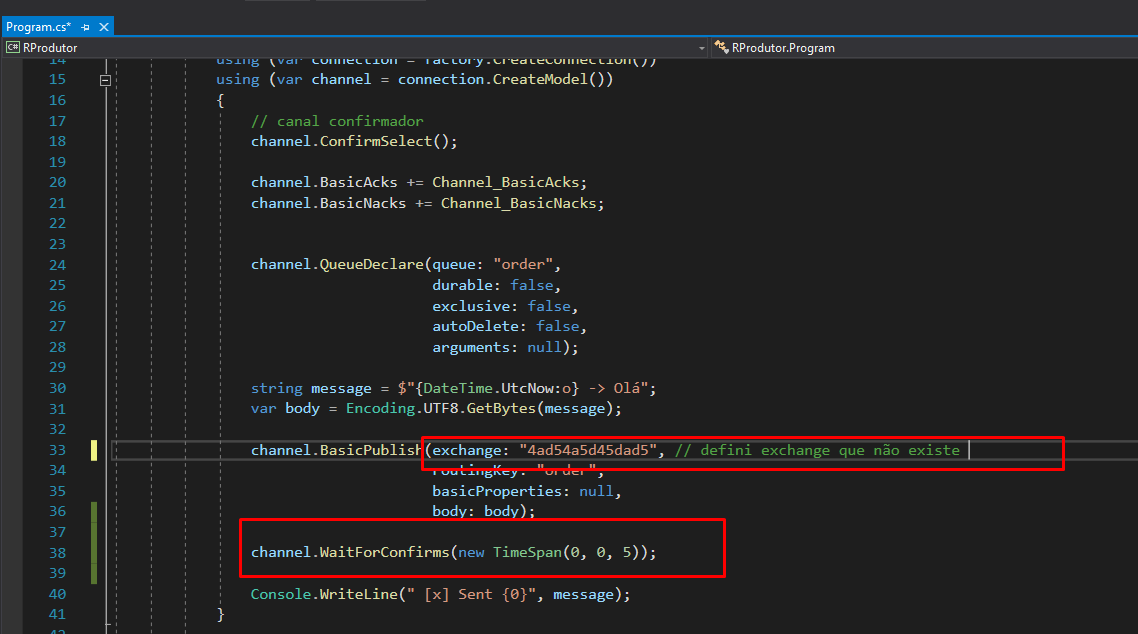 Program.cs*
C# RProdutor RProdutor.Program
14 using (var connection = factory.CreateConnection())
15 using (var channel = connection.CreateModel())
16 {
17 // canal confirmador
18 channel.ConfirmSelect();
19
20 channel.BasicAcks += Channel_BasicAcks;
21 channel.BasicNacks += Channel_BasicNacks;
22
23
24 channel.QueueDeclare(queue: "order",
25 durable: false,
26 exclusive: false,
27 autoDelete: false,
28 arguments: null);
29
30 string message = $"{DateTime.UtcNow:o} -> Olá";
31 var body = Encoding.UTF8.GetBytes(message);
32
33 channel.BasicPublish(exchange: "4ad54a5d45dad5", // defini exchange que não existe
34 routingKey: "order",
35 basicProperties: null,
36 body: body);
37
38 channel.WaitForConfirms(new TimeSpan(0, 0, 5));
39
40 Console.WriteLine(" [x] Sent {0}", message);
41 }
42